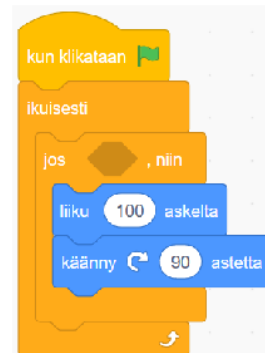 kun klikataan
ikuisesti
jos , niin
liiku 100 askelta
käänny 90 astetta